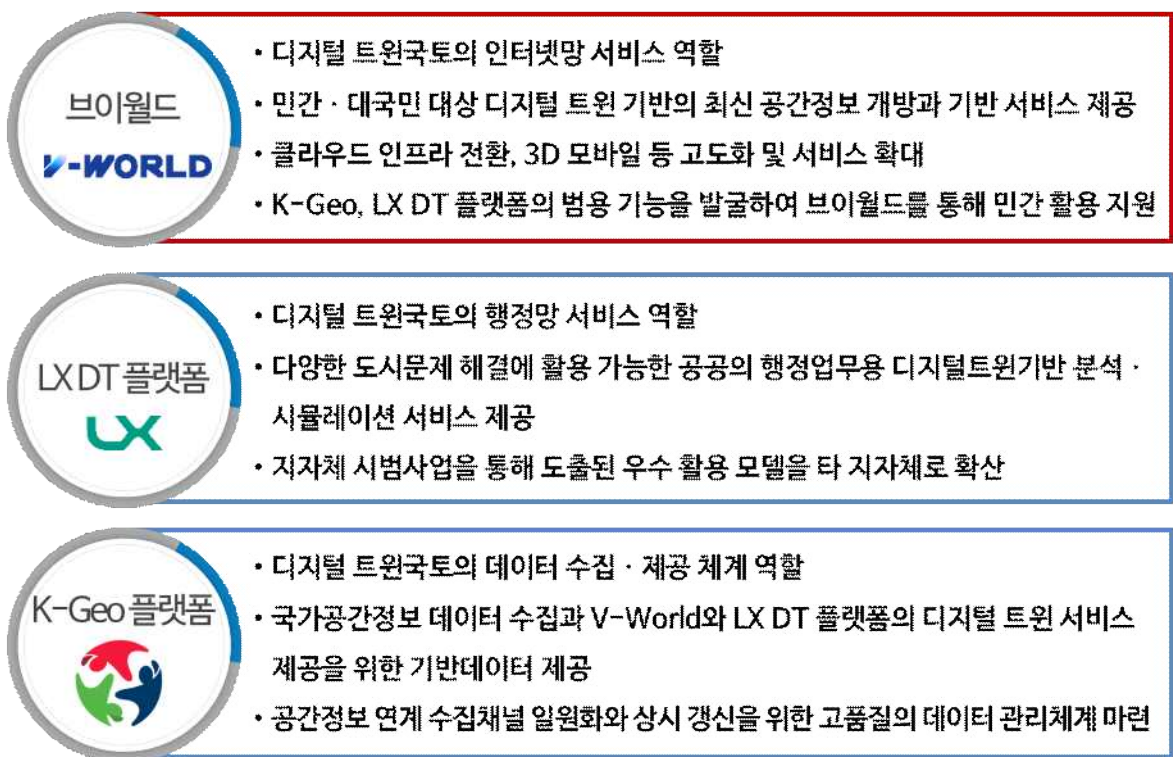 브이월드
V-WORLD
• 디지털 트윈국토의 인터넷망 서비스 역할
• 민간 · 대국민 대상 디지털 트윈 기반의 최신 공간정보 개방과 기반 서비스 제공
• 클라우드 인프라 전환, 3D 모바일 등 고도화 및 서비스 확대
• K-Geo, LX DT 플랫폼의 범용 기능을 발굴하여 브이월드를 통해 민간 활용 지원
LX DT 플랫폼
LX
• 디지털 트윈국토의 행정망 서비스 역할
• 다양한 도시문제 해결에 활용 가능한 공공의 행정업무용 디지털트윈기반 분석 ·
시뮬레이션 서비스 제공
• 지자체 시범사업을 통해 도출된 우수 활용 모델을 타 지자체로 확산
K-Geo 플랫폼
• 디지털 트윈국토의 데이터 수집 · 제공 체계 역할
• 국가공간정보 데이터 수집과 V-World와 LX DT 플랫폼의 디지털 트윈 서비스
제공을 위한 기반데이터 제공
• 공간정보 연계 수집채널 일원화와 상시 갱신을 위한 고품질의 데이터 관리체계 마련